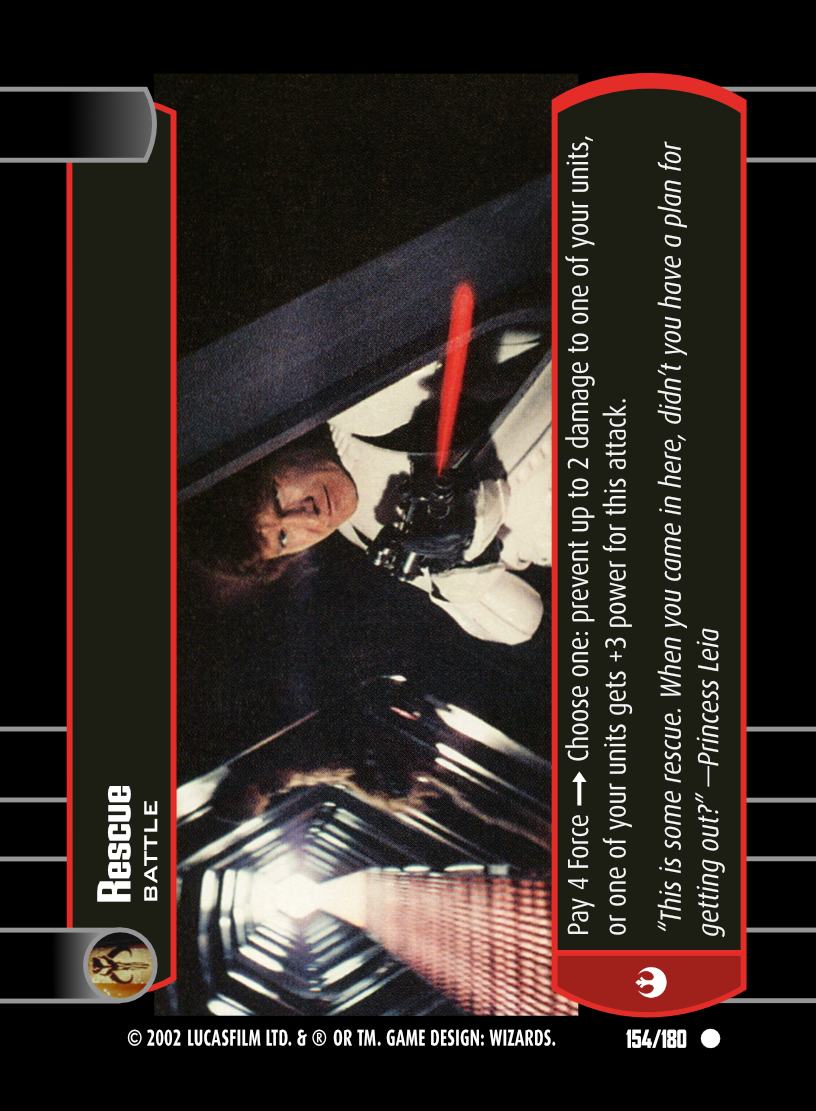 Rescue
BATTLE
Pay 4 Force → Choose one: prevent up to 2 damage to one of your units,
or one of your units gets +3 power for this attack.
“This is some rescue. When you came in here, didn’t you have a plan for
getting out?” —Princess Leia
© 2002 LUCASFILM LTD. & ® OR TM. GAME DESIGN: WIZARDS.
154/180